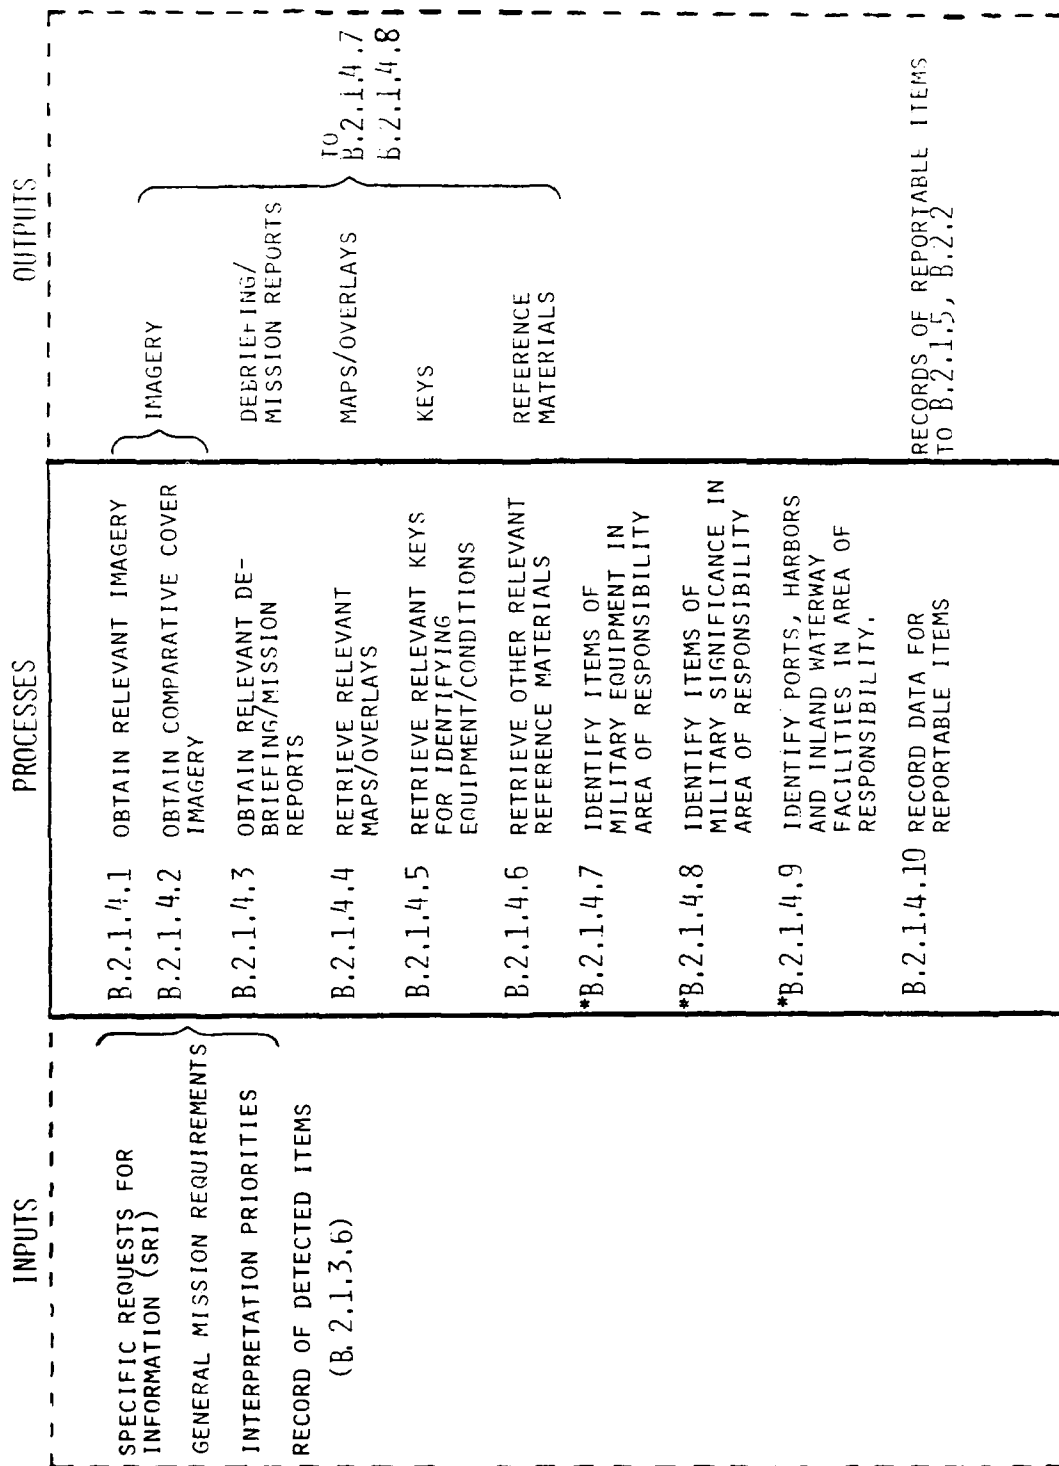 INPUTS
SPECIFIC REQUESTS FOR
INFORMATION (SRI)
GENERAL MISSION REQUIREMENTS
INTERPRETATION PRIORITIES
RECORD OF DETECTED ITEMS
(B.2.1.3.6)
PROCESSES
B.2.1.4.1 OBTAIN RELEVANT IMAGERY
B.2.1.4.2 OBTAIN COMPARATIVE COVER
IMAGERY
B.2.1.4.3 OBTAIN RELEVANT DE-
BRIEFING/MISSION
REPORTS
B.2.1.4.4 RETRIEVE RELEVANT
MAPS/OVERLAYS
B.2.1.4.5 RETRIEVE RELEVANT KEYS
FOR IDENTIFYING
EQUIPMENT/CONDITIONS
B.2.1.4.6 RETRIEVE OTHER RELEVANT
REFERENCE MATERIALS
*B.2.1.4.7 IDENTIFY ITEMS OF
MILITARY EQUIPMENT IN
AREA OF RESPONSIBILITY
*B.2.1.4.8 IDENTIFY ITEMS OF
MILITARY SIGNIFICANCE IN
AREA OF RESPONSIBILITY
*B.2.1.4.9 IDENTIFY PORTS, HARBORS
AND INLAND WATERWAY
FACILITIES IN AREA OF
RESPONSIBILITY.
B.2.1.4.10 RECORD DATA FOR
REPORTABLE ITEMS
OUTPUTS
IMAGERY
DEBRIEFING/
MISSION REPORTS
MAPS/OVERLAYS
KEYS
REFERENCE
MATERIALS
TO
B.2.1.4.7
B.2.1.4.8
RECORDS OF REPORTABLE ITEMS
TO B.2.1.5, B.2.2